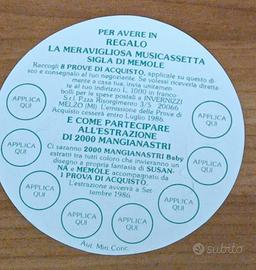 PER AVERE IN
REGALO
LA MERAVIGLIOSA MUSICASSETTA
SIGLA DI MEMOLE
Raccogli 8 PROVE DI ACQUISTO, applicale su questo di-
sco e consegnalo al tuo negoziante. Se volessi riceverla diretta-
mente a casa tua, invia unitamen-
te al tuo indirizzo L. 1000 in franco-
bolli per le spese postali a INVERNIZZI
S.r.l. P.zza Risorgimento 3/5 20066
MELZO (MI). L'emissione delle Prove di
Acquisto cesserà entro Luglio 1986.
E COME PARTECIPARE
ALL'ESTRAZIONE
DI 2000 MANGIANASTRI
Ci saranno 2000 MANGIANASTRI Baby
estratti tra tutti coloro che invieranno un
disegno a propria fantasia di SUSAN-
NA e MEMOLE accompagnato da
1 PROVA DI ACQUISTO.
L'estrazione avverrà a Set-
tembre 1986.
APPLICA
QUI
APPLICA
QUI
APPLICA
QUI
APPLICA
QUI
APPLICA
QUI
APPLICA
QUI
APPLICA
QUI
APPLICA
QUI
Aut. Min. Conc.
subito